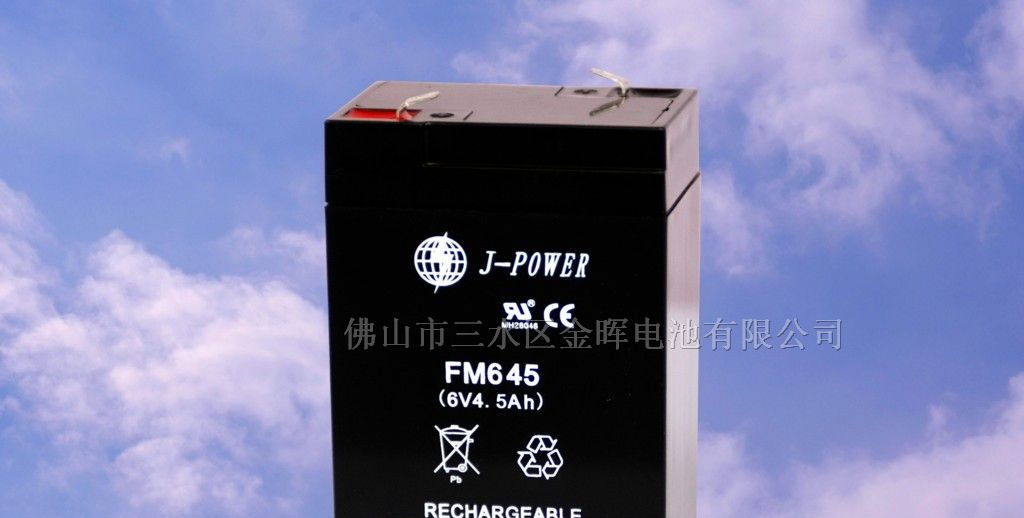 J-POWER
MH28046
佛山市三水区金晖电池有限公司
FM645
(6V4.5Ah)
Pb
RECHARGEABLE